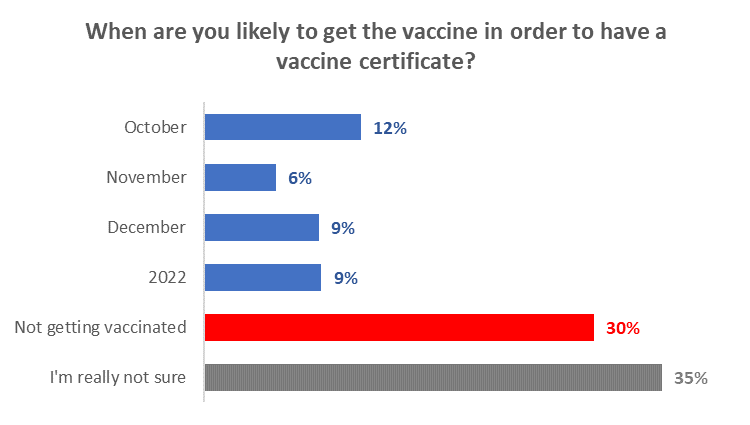 When are you likely to get the vaccine in order to have a
vaccine certificate?
October 12%
November 6%
December 9%
2022 9%
Not getting vaccinated 30%
I'm really not sure 35%